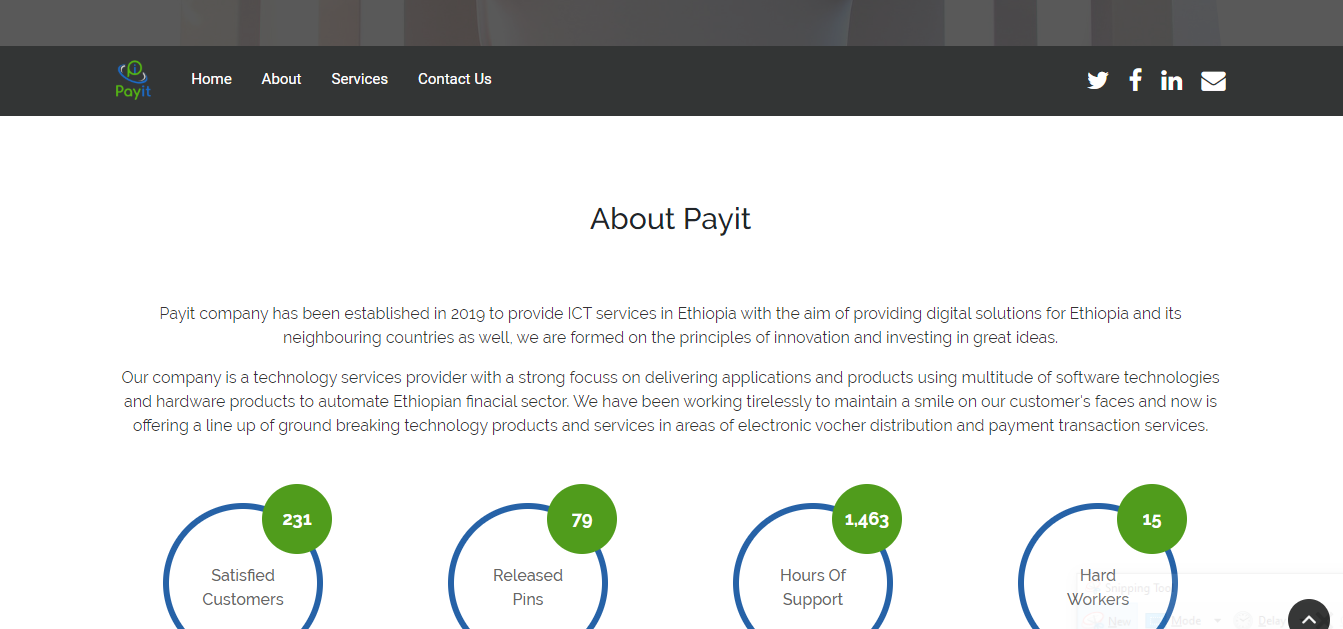 Payit
Home About Services Contact Us
About Payit
Payit company has been established in 2019 to provide ICT services in Ethiopia with the aim of providing digital solutions for Ethiopia and its
neighbouring countries as well, we are formed on the principles of innovation and investing in great ideas.
Our company is a technology services provider with a strong focuss on delivering applications and products using multitude of software technologies
and hardware products to automate Ethiopian finacial sector. We have been working tirelessly to maintain a smile on our customer's faces and now is
offering a line up of ground breaking technology products and services in areas of electronic vocher distribution and payment transaction services.
231
Satisfied
Customers
79
Released
Pins
1,463
Hours Of
Support
15
Hard
Workers
Snipping Tool
New Mode Delay